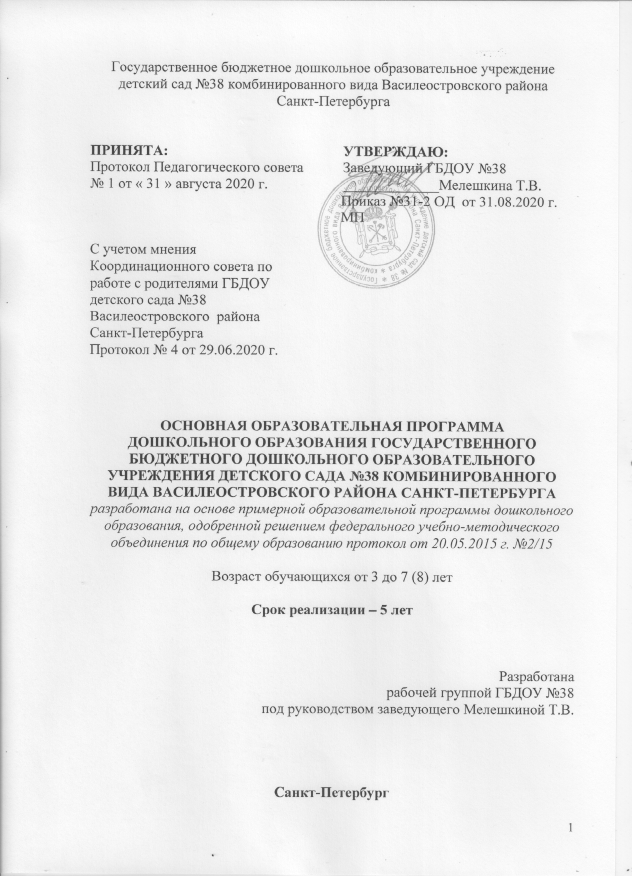 Государственное бюджетное дошкольное образовательное учреждение
детский сад №38 комбинированного вида Василеостровского района
Санкт-Петербурга
ПРИНЯТА:
Протокол Педагогического совета
№ 1 от « 31 » августа 2020 г.
УТВЕРЖДАЮ:
Заведующий ГБДОУ №38
______________Мелешкина Т.В.
Приказ №31-2 ОД от 31.08.2020 г.
МП
С учетом мнения
Координационного совета по
работе с родителями ГБДОУ
детского сада №38
Василеостровского района
Санкт-Петербурга
Протокол № 4 от 29.06.2020 г.
ОСНОВНАЯ ОБРАЗОВАТЕЛЬНАЯ ПРОГРАММА
ДОШКОЛЬНОГО ОБРАЗОВАНИЯ ГОСУДАРСТВЕННОГО
БЮДЖЕТНОГО ДОШКОЛЬНОГО ОБРАЗОВАТЕЛЬНОГО
УЧРЕЖДЕНИЯ ДЕТСКОГО САДА №38 КОМБИНИРОВАННОГО
ВИДА ВАСИЛЕОСТРОВСКОГО РАЙОНА САНКТ-ПЕТЕРБУРГА
разработана на основе примерной образовательной программы дошкольного
образования, одобренной решением федерального учебно-методического
объединения по общему образованию протокол от 20.05.2015 г. №2/15
Возраст обучающихся от 3 до 7 (8) лет
Срок реализации – 5 лет
Разработана
рабочей группой ГБДОУ №38
под руководством заведующего Мелешкиной Т.В.
Санкт-Петербург
1